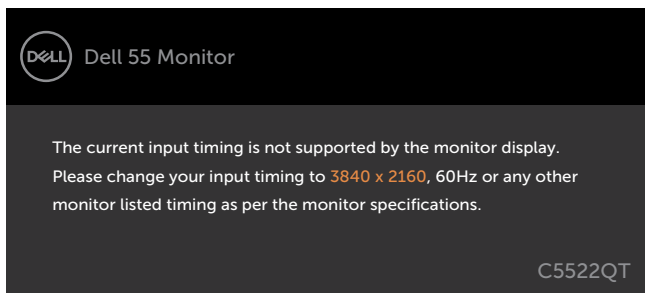 DELL
Dell 55 Monitor
The current input timing is not supported by the monitor display.
Please change your input timing to 3840 x 2160, 60Hz or any other
monitor listed timing as per the monitor specifications.
C5522QT